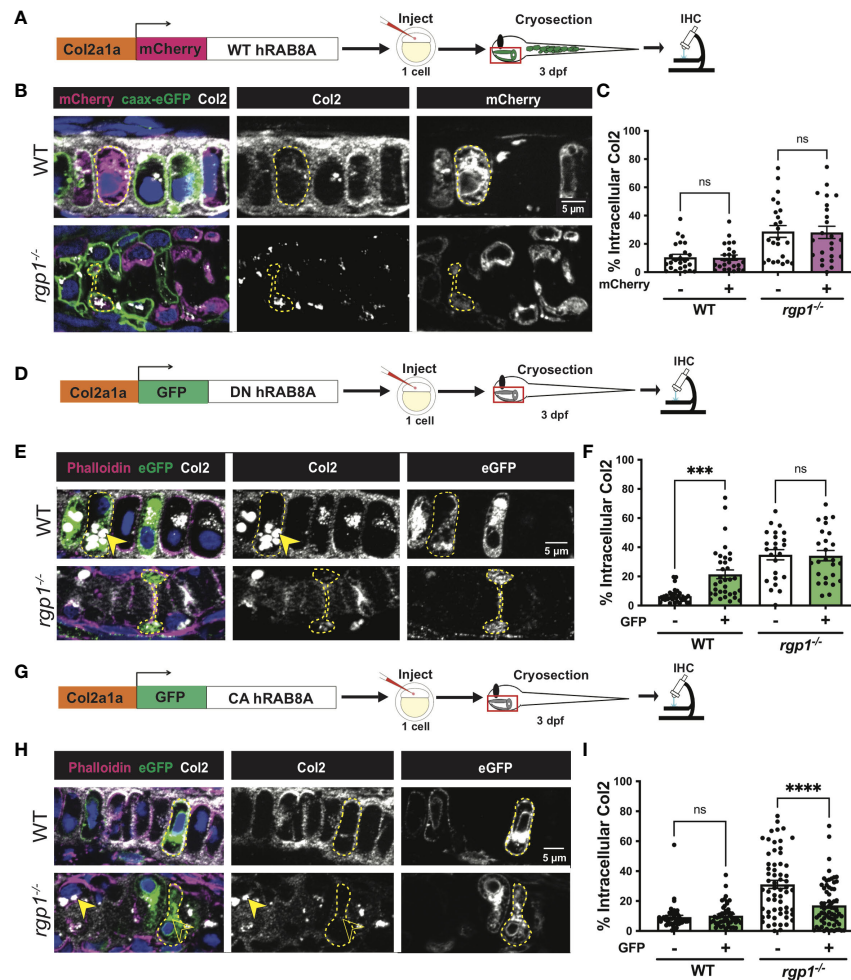 A
Col2a1a mCherry WT hRAB8A
Inject
1 cell
Cryosection
3 dpf
IHC
B
mCherry caax-eGFP Col2
Col2
mCherry
WT
5 µm
rgp1-/-
C
% Intracellular Col2
100
80
60
40
20
0
ns
ns
mCherry
- + - +
WT
rgp1-/-
D
Col2a1a GFP DN hRAB8A
Inject
1 cell
Cryosection
3 dpf
IHC
E
Phalloidin eGFP Col2
Col2
eGFP
WT
5 µm
rgp1-/-
F
% Intracellular Col2
100
80
60
40
20
0
***
ns
GFP
- + - +
WT
rgp1-/-
G
Col2a1a GFP CA hRAB8A
Inject
1 cell
Cryosection
3 dpf
IHC
H
Phalloidin eGFP Col2
Col2
eGFP
WT
5 µm
rgp1-/-
I
% Intracellular Col2
100
80
60
40
20
0
ns
****
GFP
- + - +
WT
rgp1-/-